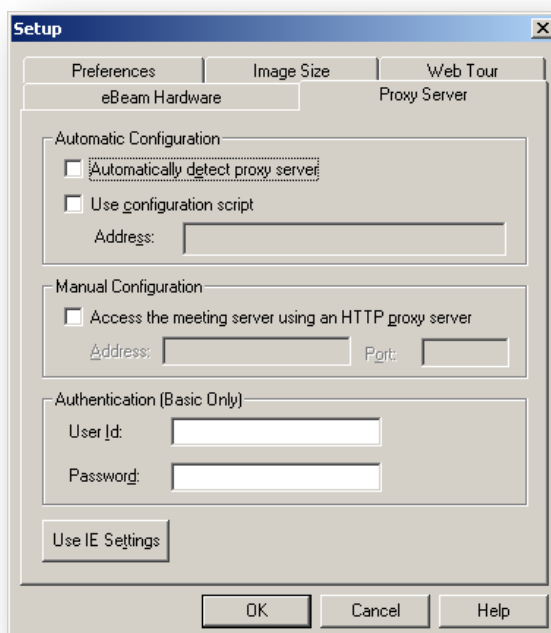 Setup
Preferences Image Size Web Tour
eBeam Hardware Proxy Server
Automatic Configuration
Automatically detect proxy server
Use configuration script
Address:
Manual Configuration
Access the meeting server using an HTTP proxy server
Address: Port:
Authentication (Basic Only)
User Id:
Password:
Use IE Settings
OK Cancel Help